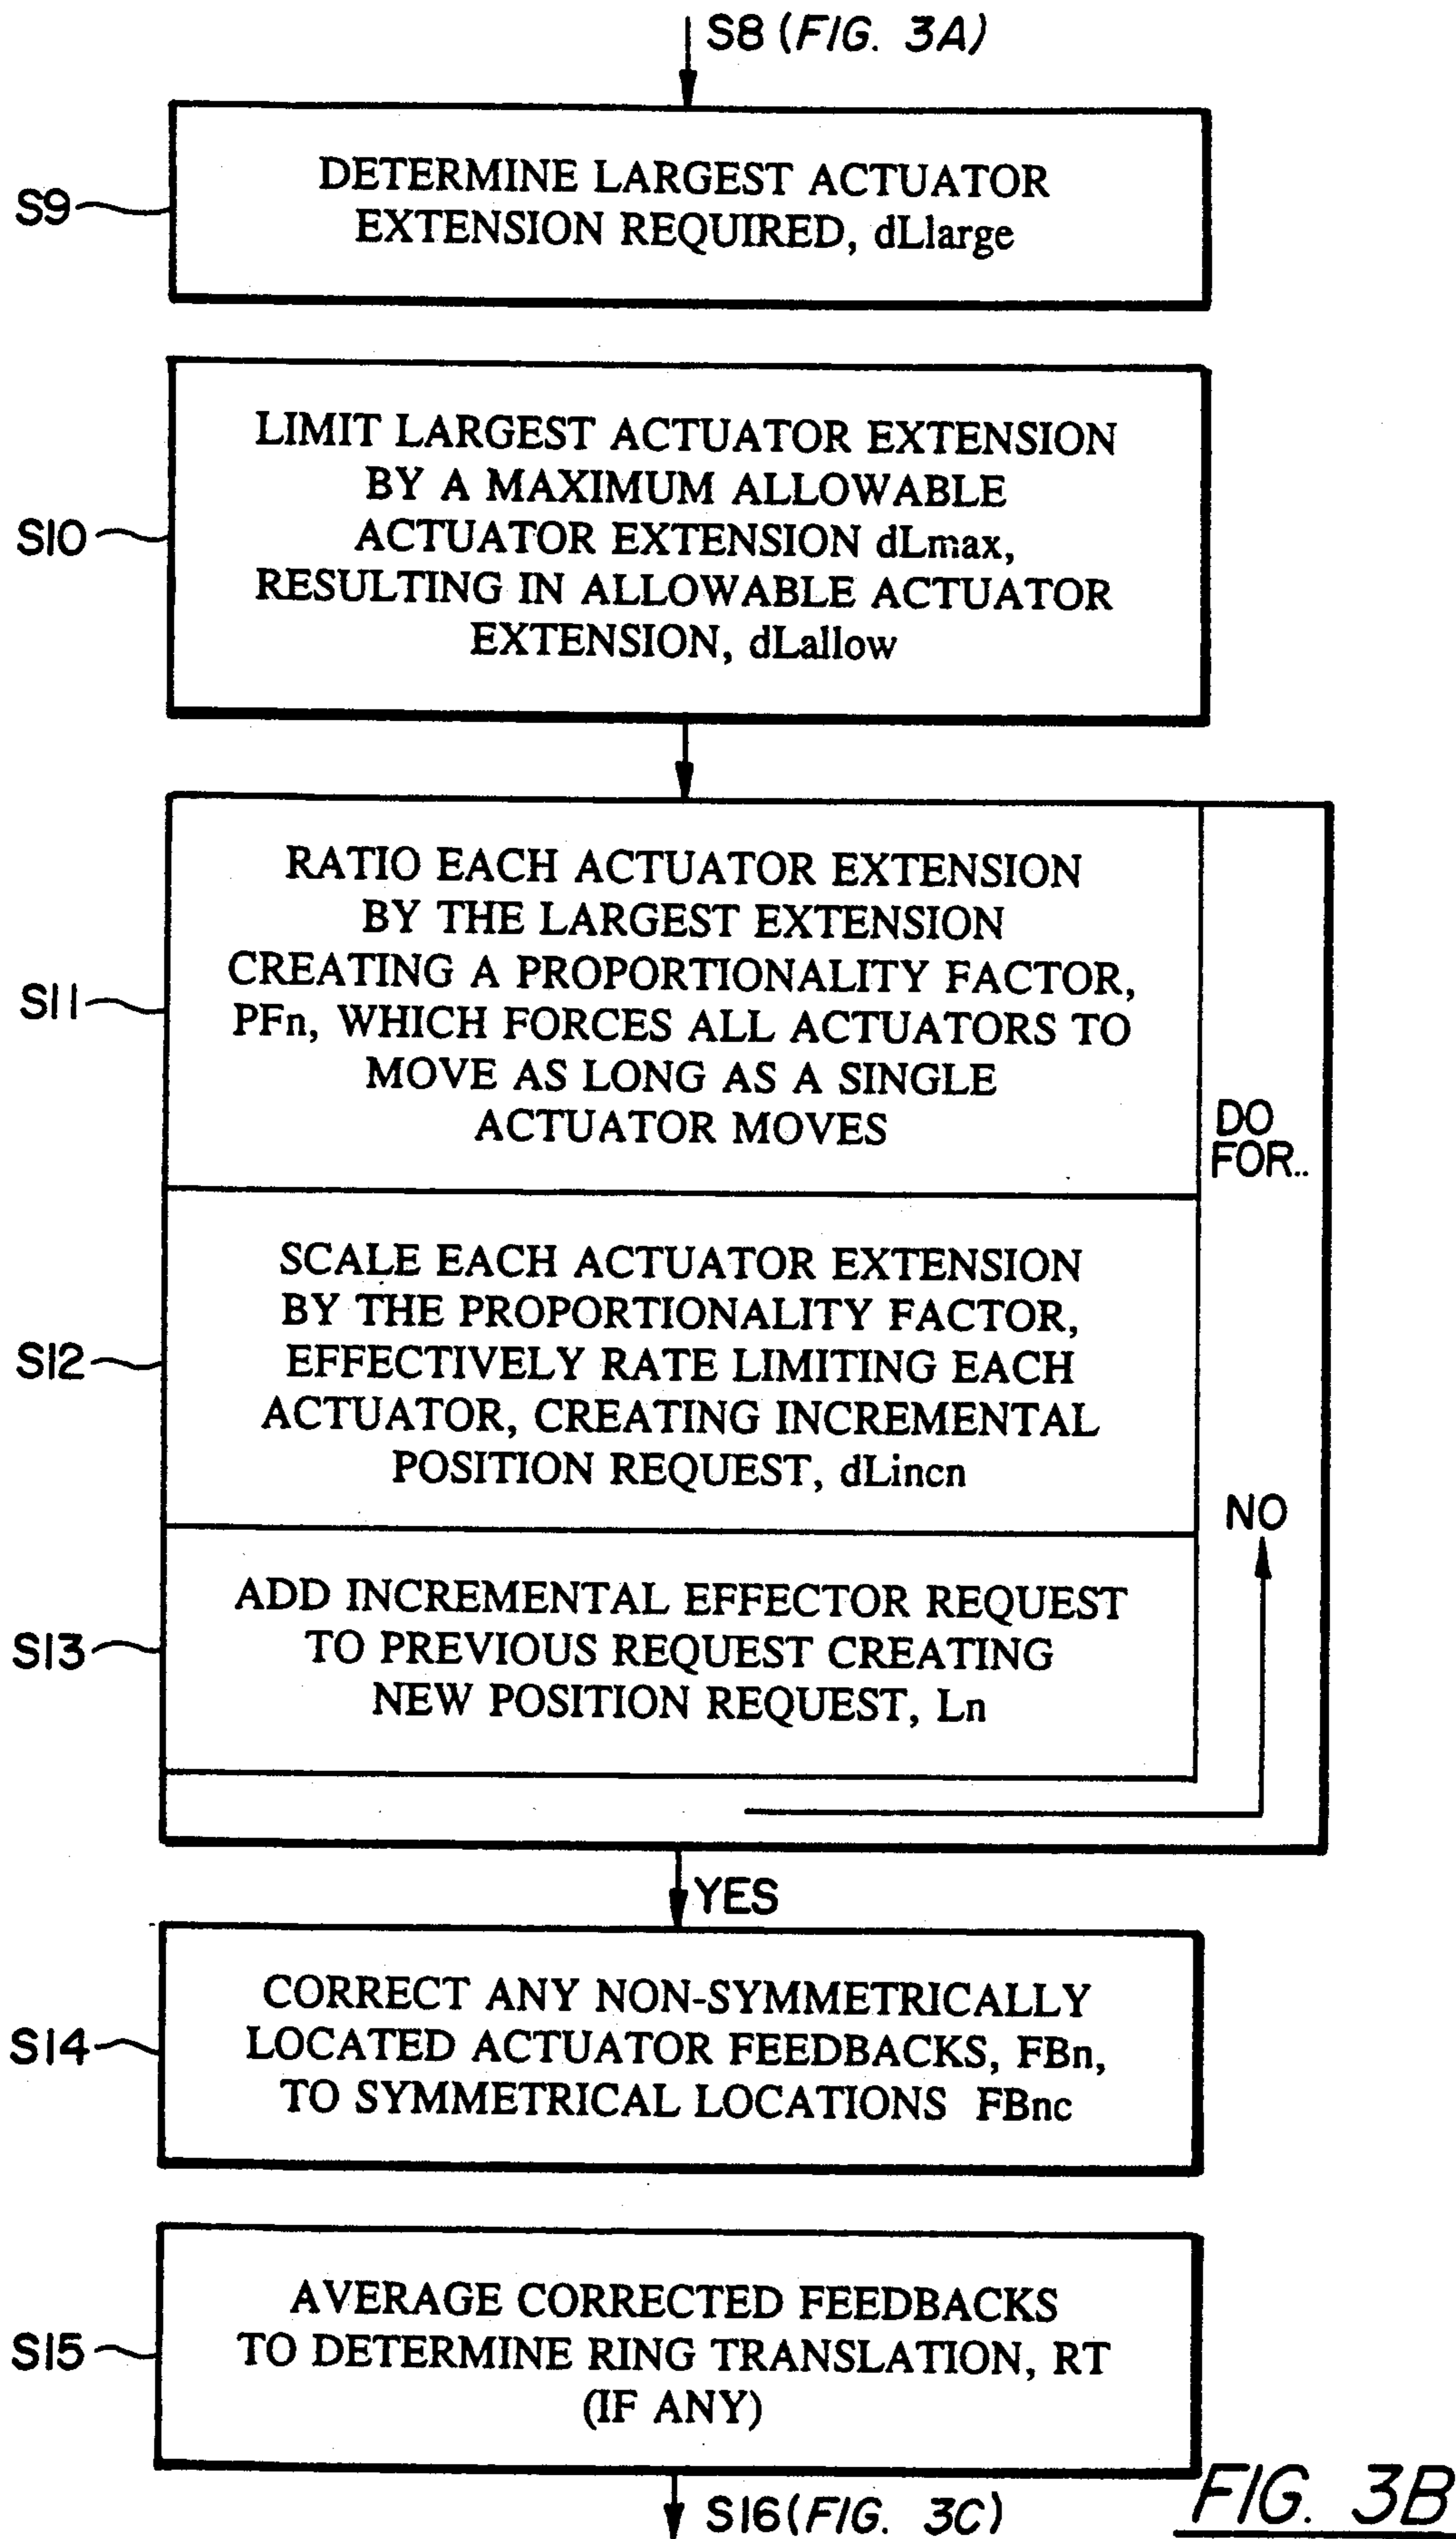 S8 (FIG. 3A)
S9
DETERMINE LARGEST ACTUATOR
EXTENSION REQUIRED, dLlarge
S10
LIMIT LARGEST ACTUATOR EXTENSION
BY A MAXIMUM ALLOWABLE
ACTUATOR EXTENSION dLmax,
RESULTING IN ALLOWABLE ACTUATOR
EXTENSION, dLallow
S11
RATIO EACH ACTUATOR EXTENSION
BY THE LARGEST EXTENSION
CREATING A PROPORTIONALITY FACTOR,
PFn, WHICH FORCES ALL ACTUATORS TO
MOVE AS LONG AS A SINGLE
ACTUATOR MOVES
DO
FOR..
S12
SCALE EACH ACTUATOR EXTENSION
BY THE PROPORTIONALITY FACTOR,
EFFECTIVELY RATE LIMITING EACH
ACTUATOR, CREATING INCREMENTAL
POSITION REQUEST, dLincn
NO
S13
ADD INCREMENTAL EFFECTOR REQUEST
TO PREVIOUS REQUEST CREATING
NEW POSITION REQUEST, Ln
YES
S14
CORRECT ANY NON-SYMMETRICALLY
LOCATED ACTUATOR FEEDBACKS, FBn,
TO SYMMETRICAL LOCATIONS FBnc
S15
AVERAGE CORRECTED FEEDBACKS
TO DETERMINE RING TRANSLATION, RT
(IF ANY)
S16 (FIG. 3C)
FIG. 3B